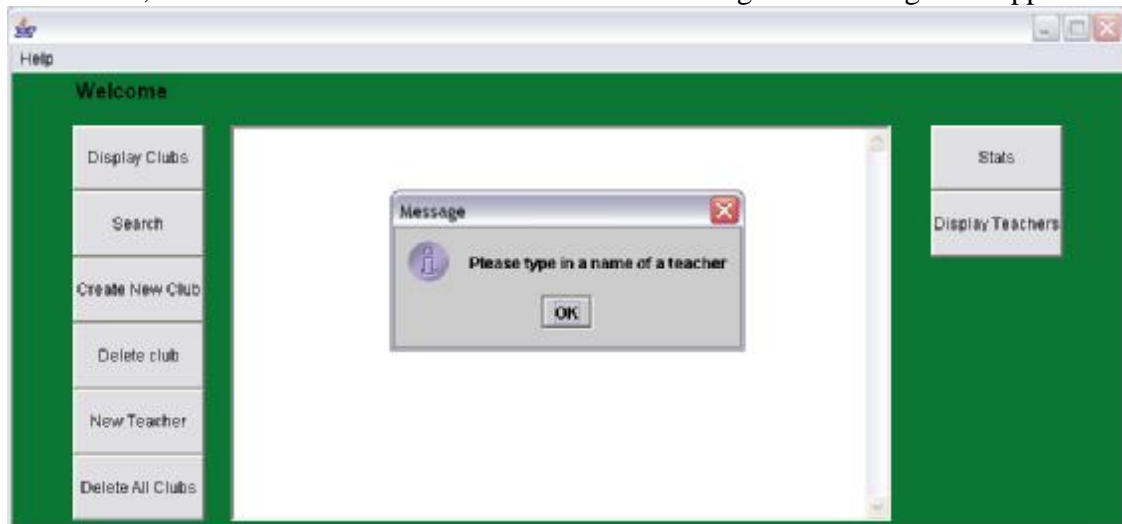 Help
Welcome
Display Clubs
Search
Create New Club
Delete club
New Teacher
Delete All Clubs
Message
Please type in a name of a teacher
OK
Stats
Display Teachers